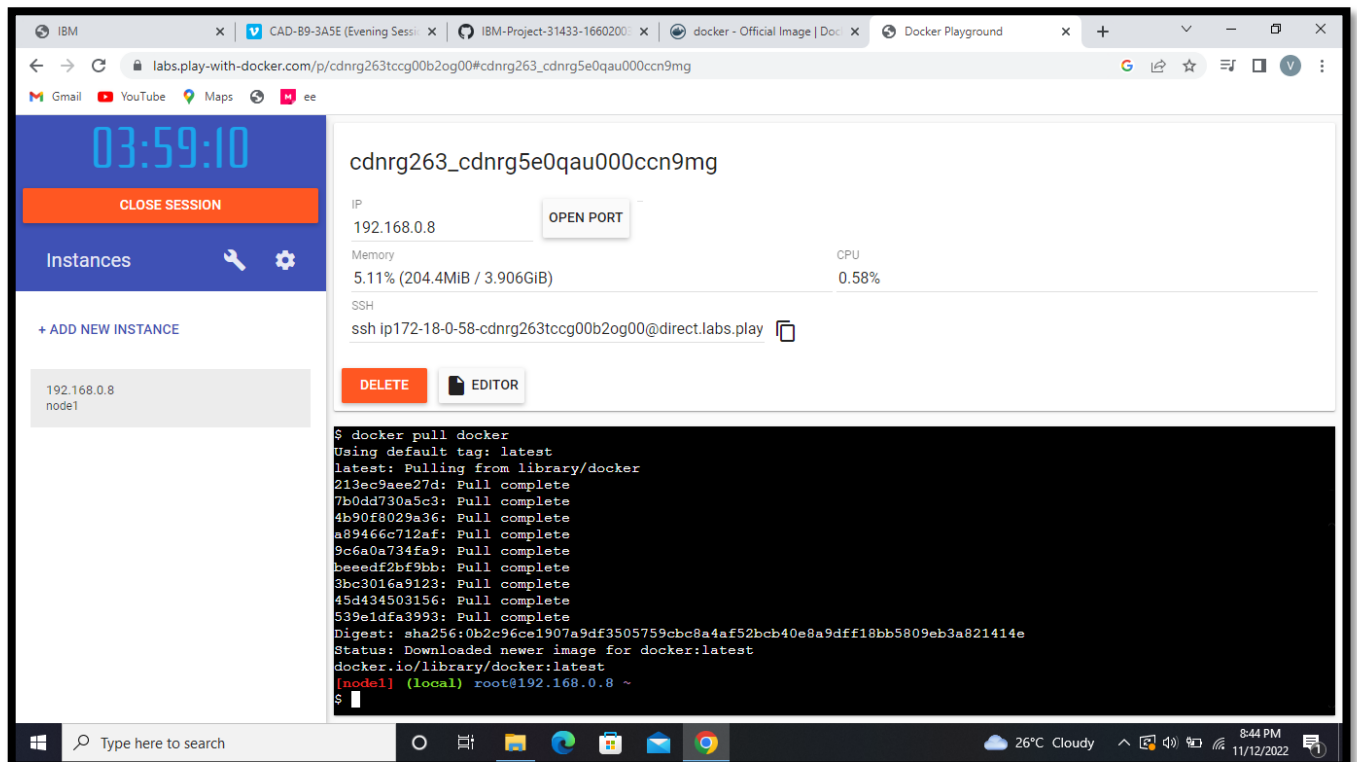 IBM
CAD-B9-3A5E (Evening Sessi
IBM-Project-31433-1660200
docker - Official Image | Doc
Docker Playground
labs.play-with-docker.com/p/cdnrg263tccg00b2og00#cdnrg263_cdnrg5e0qau000ccn9mg
G
V
Gmail
YouTube
Maps
M ee
03:59:10
CLOSE SESSION
Instances
+ ADD NEW INSTANCE
192.168.0.8
node1
cdnrg263_cdnrg5e0qau000ccn9mg
IP
192.168.0.8
OPEN PORT
Memory
5.11% (204.4MiB / 3.906GiB)
CPU
0.58%
SSH
ssh ip172-18-0-58-cdnrg263tccg00b2og00@direct.labs.play
DELETE
EDITOR
$ docker pull docker
Using default tag: latest
latest: Pulling from library/docker
213ec9aee27d: Pull complete
7b0dd730a5c3: Pull complete
4b90f8029a36: Pull complete
a89466c712af: Pull complete
9c6a0a734fa9: Pull complete
beeedf2bf9bb: Pull complete
3bc3016a9123: Pull complete
45d434503156: Pull complete
539e1dfa3993: Pull complete
Digest: sha256:0b2c96ce1907a9df3505759cbc8a4af52bcb40e8a9dff18bb5809eb3a821414e
Status: Downloaded newer image for docker:latest
docker.io/library/docker:latest
[node1] (local) root@192.168.0.8 ~
$
Type here to search
26°C Cloudy
8:44 PM
11/12/2022
1